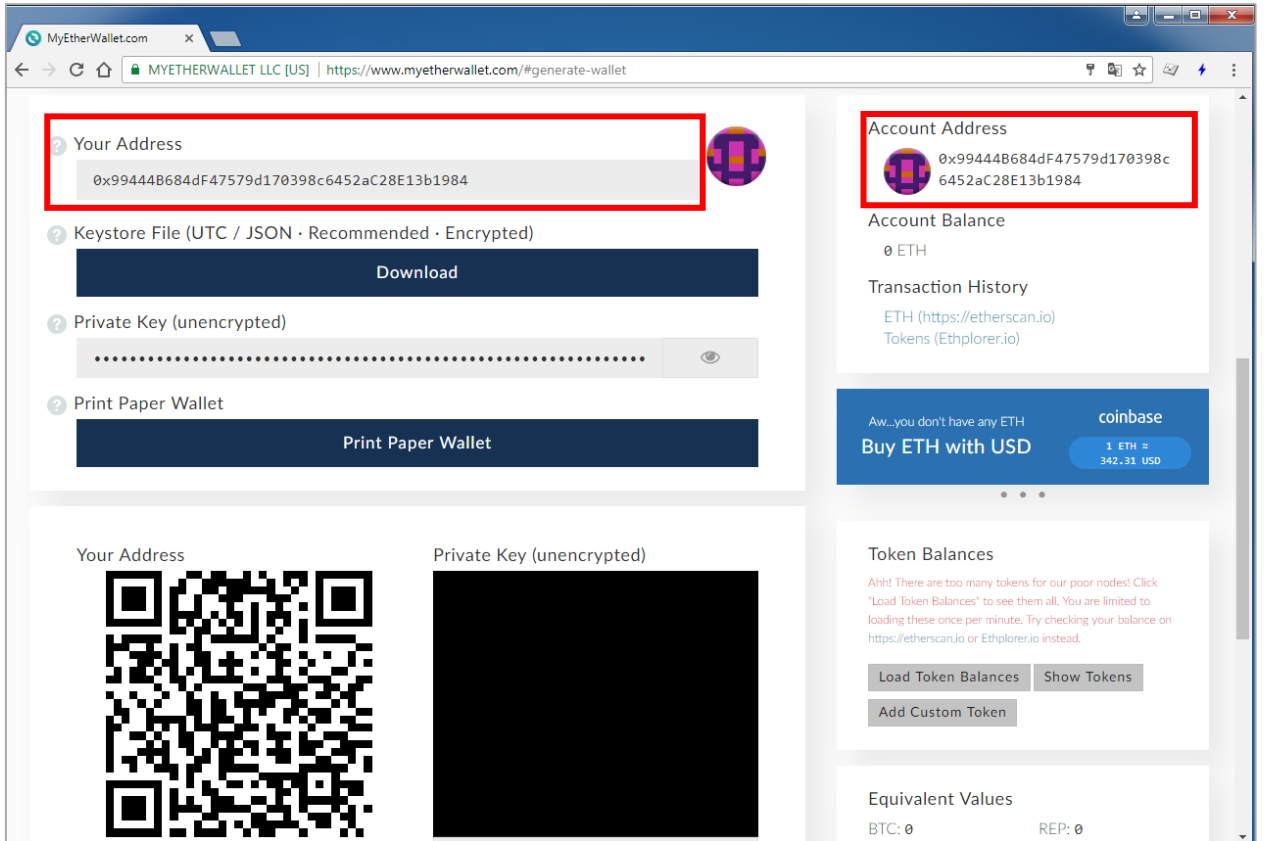 MyEtherWallet.com
MYETHERWALLET LLC [US] | https://www.myetherwallet.com/#generate-wallet
Your Address
0x99444B684dF47579d170398c6452aC28E13b1984
Keystore File (UTC / JSON · Recommended · Encrypted)
Download
Private Key (unencrypted)
Print Paper Wallet
Print Paper Wallet
Your Address
Private Key (unencrypted)
Account Address
0x99444B684dF47579d170398c
6452aC28E13b1984
Account Balance
0 ETH
Transaction History
ETH (https://etherscan.io)
Tokens (Ethplorer.io)
Aw...you don't have any ETH
Buy ETH with USD
coinbase
1 ETH ≈
342.31 USD
Token Balances
Ahh! There are too many tokens for our poor nodes! Click
"Load Token Balances" to see them all. You are limited to
loading these once per minute. Try checking your balance on
https://etherscan.io or Ethplorer.io instead.
Load Token Balances
Show Tokens
Add Custom Token
Equivalent Values
BTC: 0
REP: 0